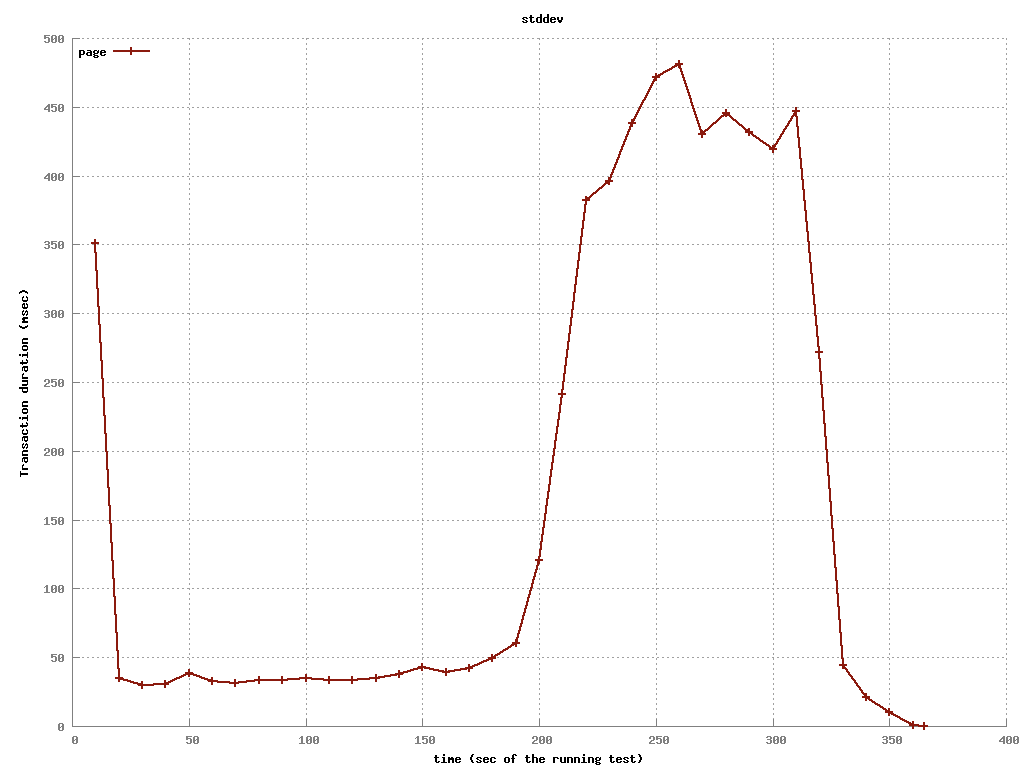 stddev
page
500
450
400
350
300
250
200
150
100
50
0
Transaction duration (msec)
0 50 100 150 200 250 300 350 400
time (sec of the running test)